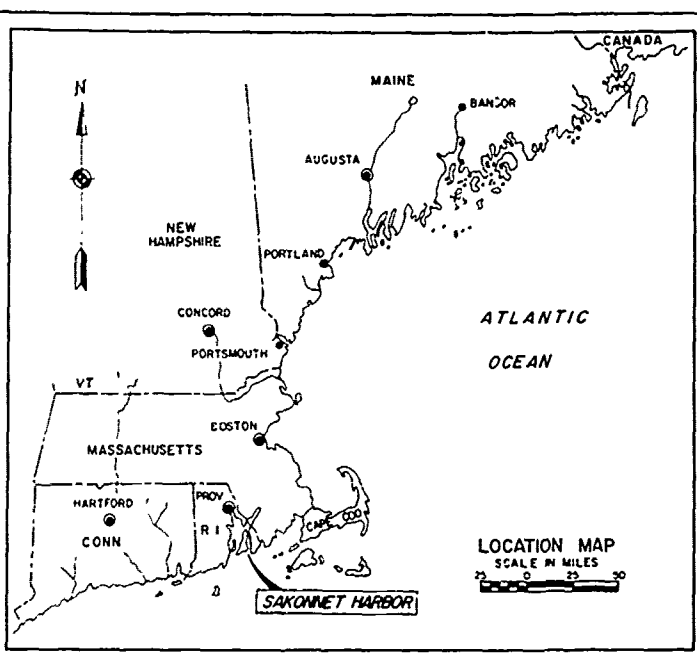 CANADA
N
MAINE
BANGOR
AUGUSTA
NEW
HAMPSHIRE
PORTLAND
CONCORD
PORTSMOUTH
ATLANTIC
OCEAN
VT
BOSTON
MASSACHUSETTS
HARTFORD
PROV
CONN
R I
CAPE COD
LOCATION MAP
SCALE IN MILES
25 0 25 50
SAKONNET HARBOR